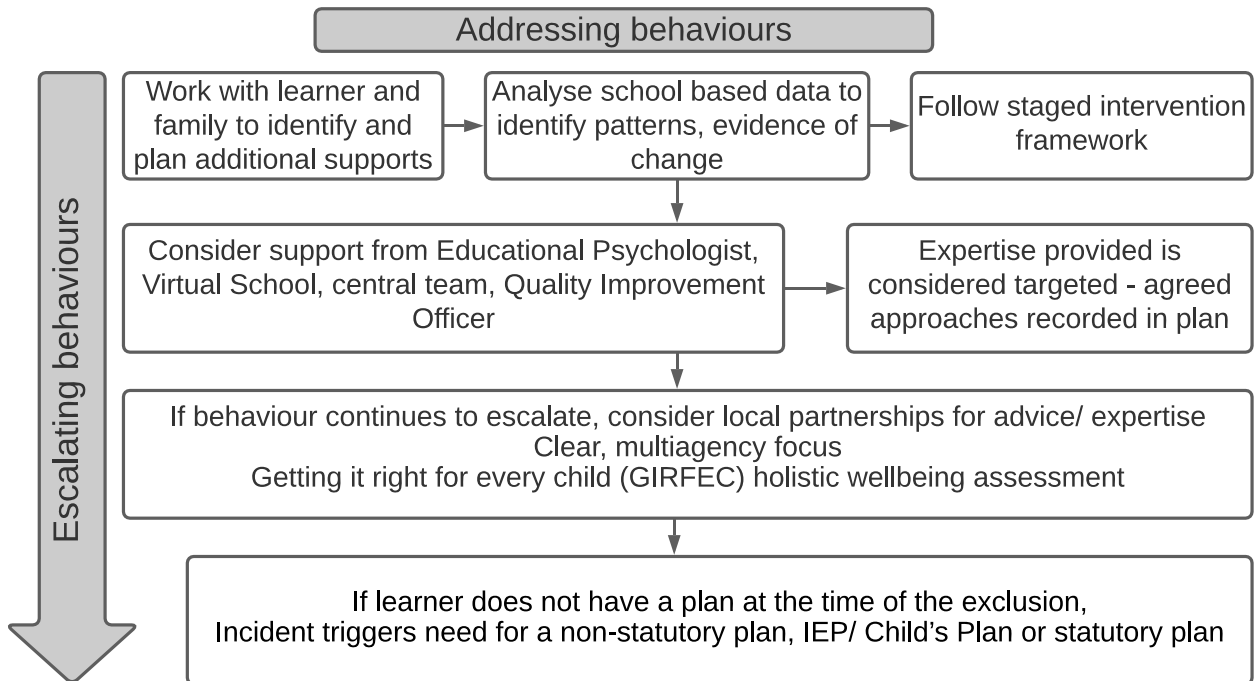 Addressing behaviours
Escalating behaviours
Work with learner and
family to identify and
plan additional supports
Analyse school based data to
identify patterns, evidence of
change
Follow staged intervention
framework
Consider support from Educational Psychologist,
Virtual School, central team, Quality Improvement
Officer
Expertise provided is
considered targeted - agreed
approaches recorded in plan
If behaviour continues to escalate, consider local partnerships for advice/ expertise
Clear, multiagency focus
Getting it right for every child (GIRFEC) holistic wellbeing assessment
If learner does not have a plan at the time of the exclusion,
Incident triggers need for a non-statutory plan, IEP/ Child’s Plan or statutory plan